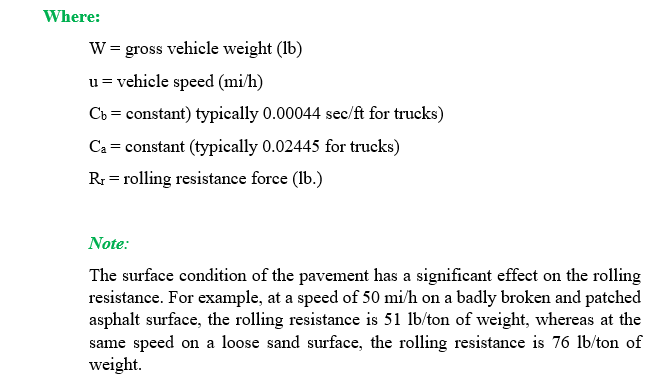 Where:
W = gross vehicle weight (lb)
u = vehicle speed (mi/h)
Cb = constant) typically 0.00044 sec/ft for trucks)
Ca = constant (typically 0.02445 for trucks)
Rr = rolling resistance force (lb.)
Note:
The surface condition of the pavement has a significant effect on the rolling
resistance. For example, at a speed of 50 mi/h on a badly broken and patched
asphalt surface, the rolling resistance is 51 lb/ton of weight, whereas at the
same speed on a loose sand surface, the rolling resistance is 76 lb/ton of
weight.